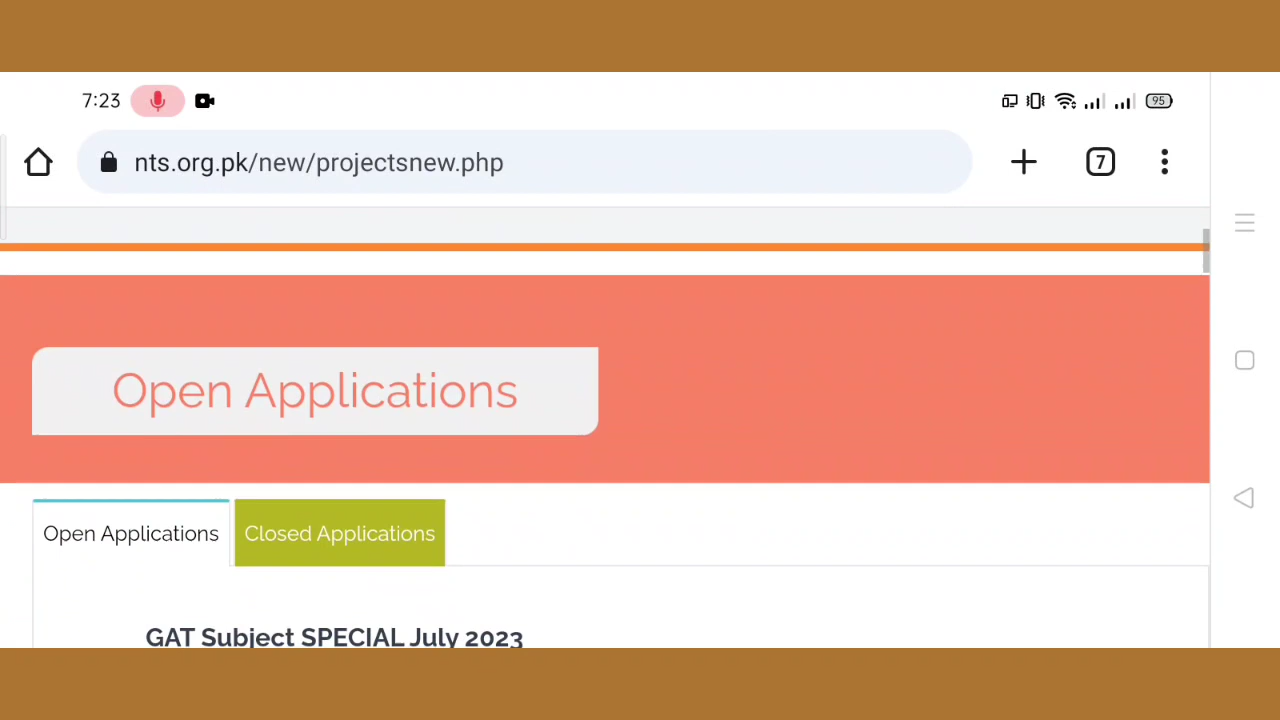 7:23
95
nts.org.pk/new/projectsnew.php
7
Open Applications
Open Applications
Closed Applications
GAT Subject SPECIAL July 2023